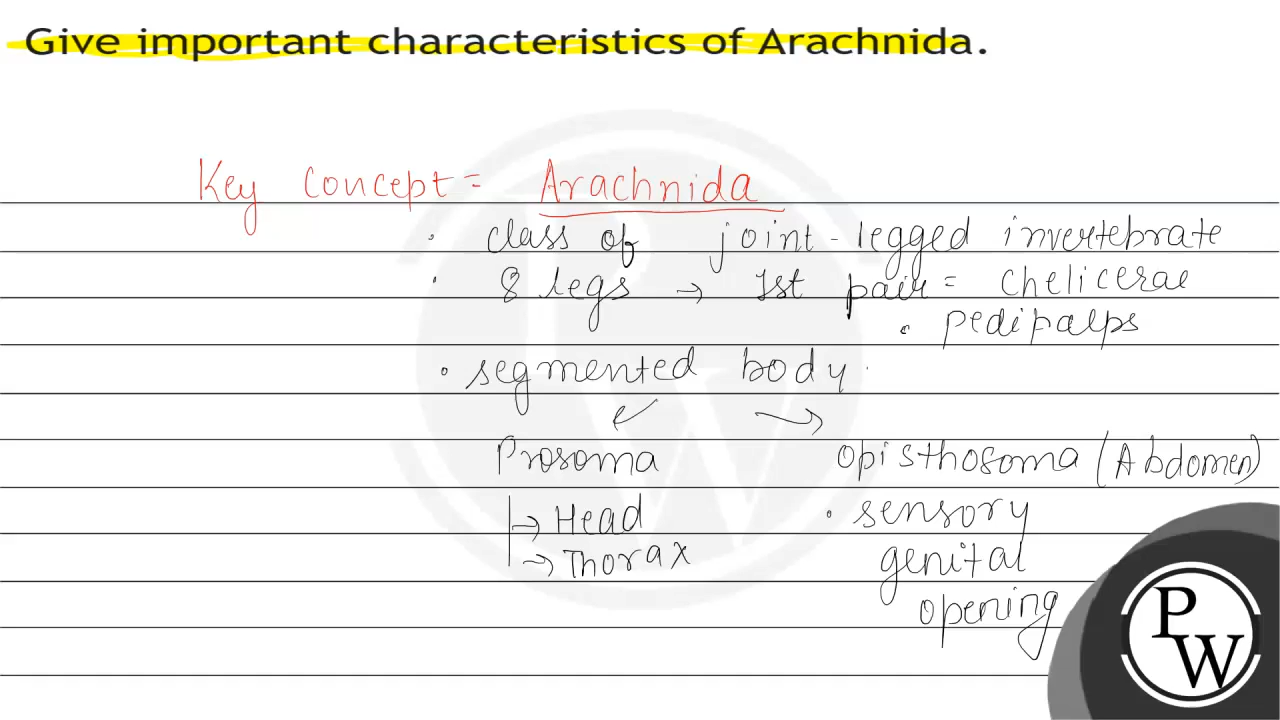 Give important characteristics of Arachnida.
Key concept = Arachnida
· class of joint-legged invertebrate
· 8 legs → 1st pair = chelicerae
· pedipalps
· segmented body
Prosoma opisthosoma (Abdomen)
→ Head · sensory
→ Thorax genital
opening
PW